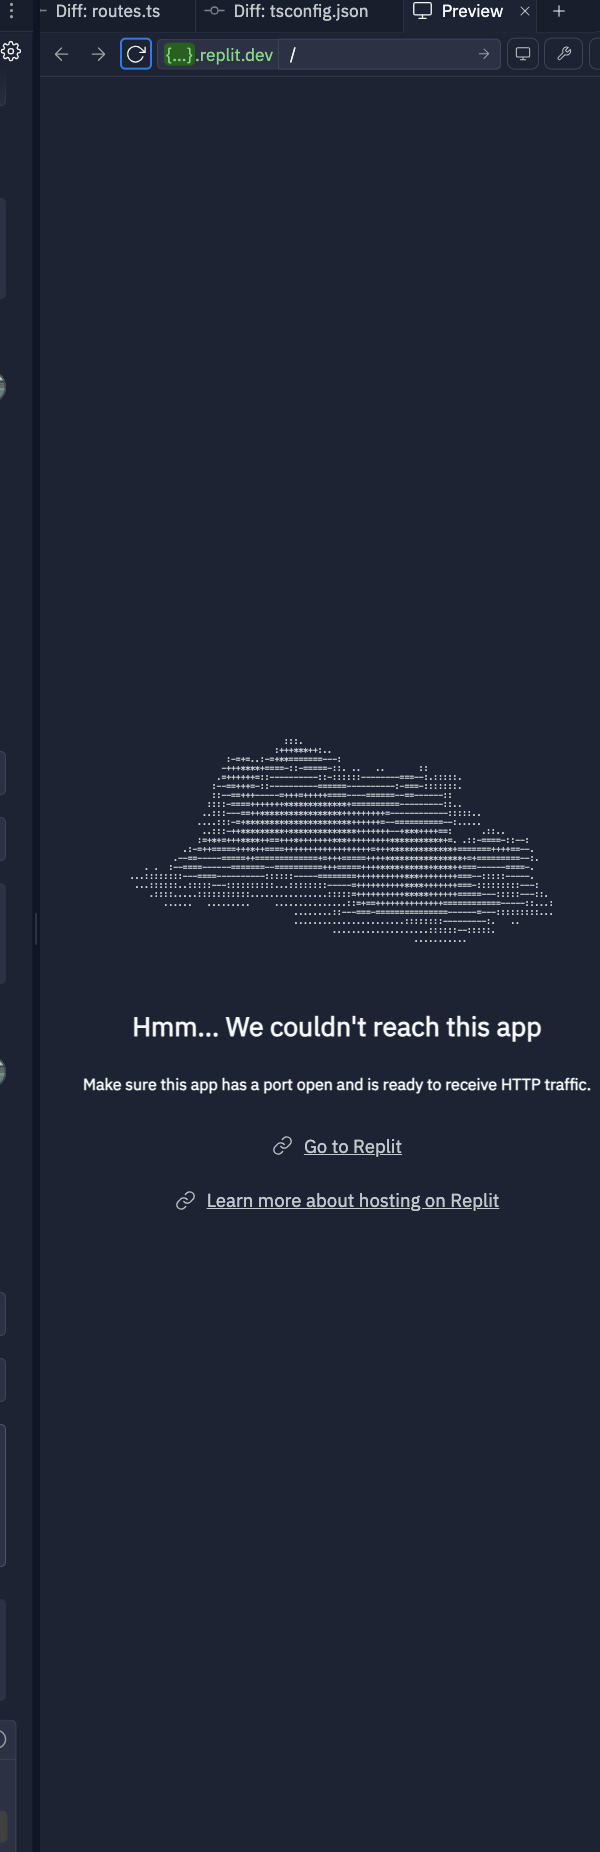 Diff: routes.ts
Diff: tsconfig.json
Preview
{...}.replit.dev
/
Hmm... We couldn't reach this app
Make sure this app has a port open and is ready to receive HTTP traffic.
Go to Replit
Learn more about hosting on Replit